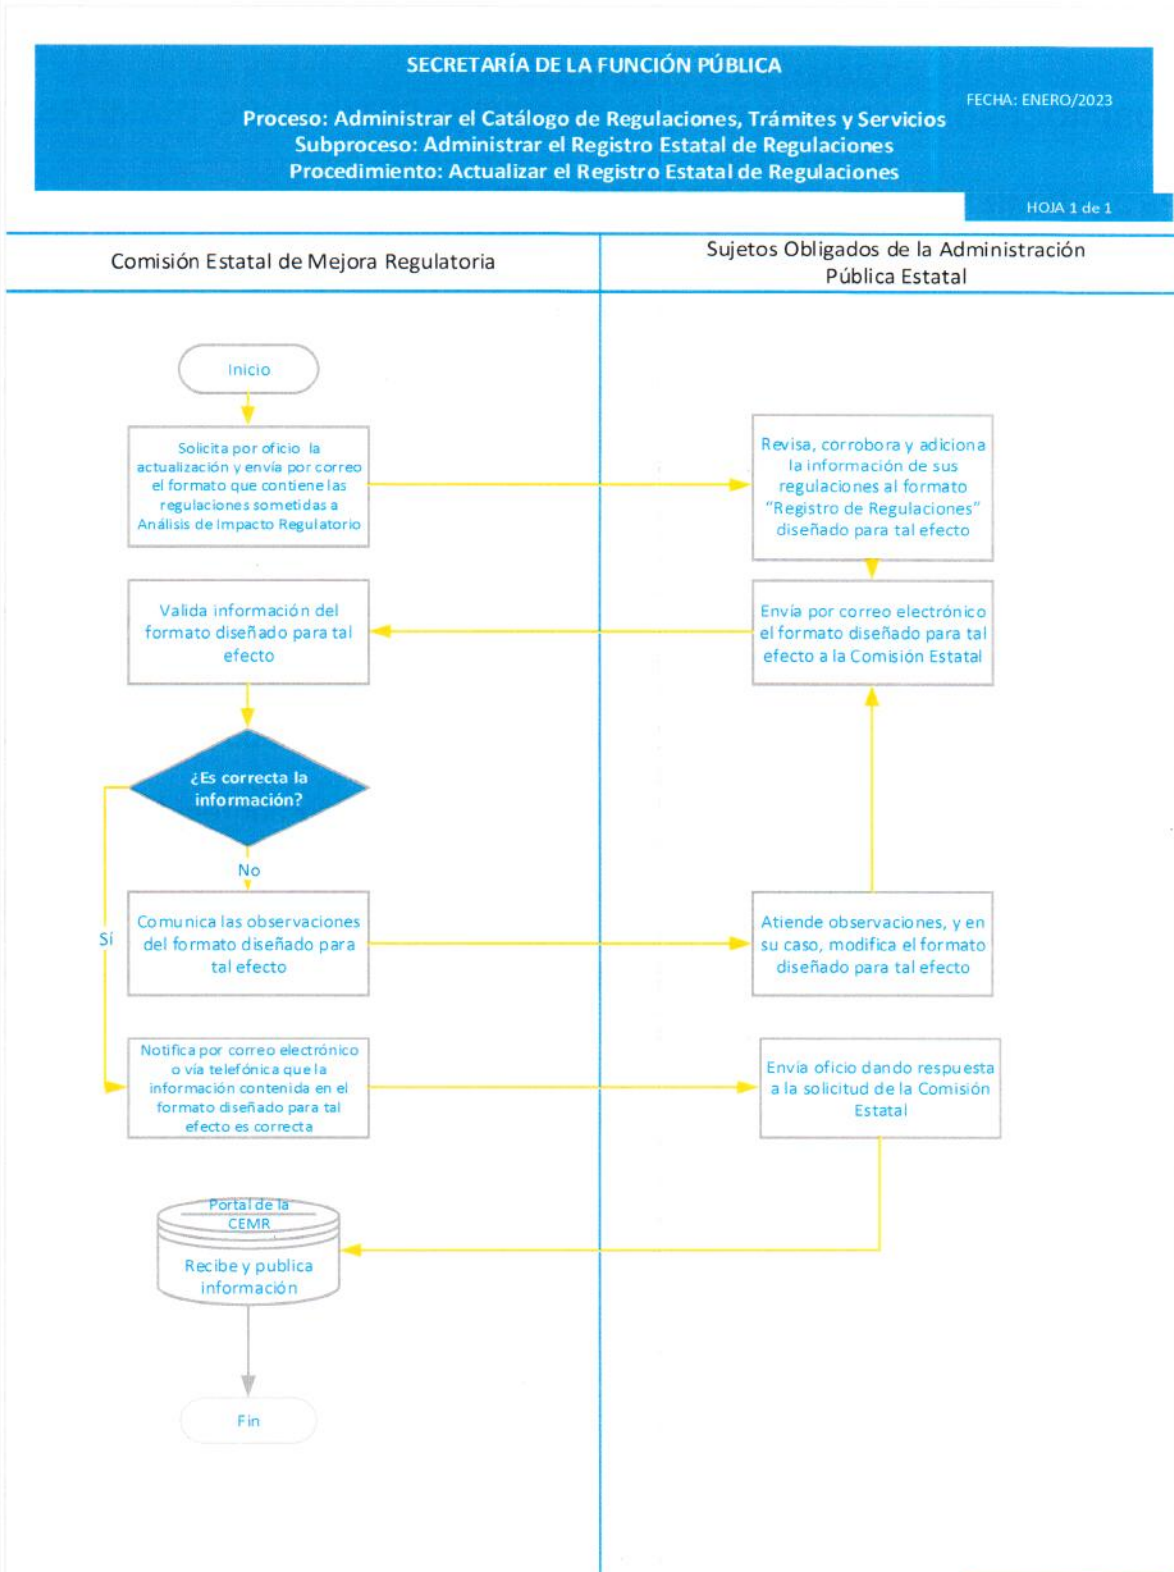 SECRETARÍA DE LA FUNCIÓN PÚBLICA
FECHA: ENERO/2023
Proceso: Administrar el Catálogo de Regulaciones, Trámites y Servicios
Subproceso: Administrar el Registro Estatal de Regulaciones
Procedimiento: Actualizar el Registro Estatal de Regulaciones
HOJA 1 de 1
Comisión Estatal de Mejora Regulatoria
Sujetos Obligados de la Administración
Pública Estatal
Inicio
Solicita por oficio la
actualización y envía por correo
el formato que contiene las
regulaciones sometidas a
Análisis de Impacto Regulatorio
Revisa, corrobora y adiciona
la información de sus
regulaciones al formato
“Registro de Regulaciones”
diseñado para tal efecto
Envía por correo electrónico
el formato diseñado para tal
efecto a la Comisión Estatal
Valida información del
formato diseñado para tal
efecto
¿Es correcta la
información?
No
Sí
Comunica las observaciones
del formato diseñado para
tal efecto
Atiende observaciones, y en
su caso, modifica el formato
diseñado para tal efecto
Notifica por correo electrónico
o vía telefónica que la
información contenida en el
formato diseñado para tal
efecto es correcta
Envía oficio dando respuesta
a la solicitud de la Comisión
Estatal
Portal de la
CEMR
Recibe y publica
información
Fin